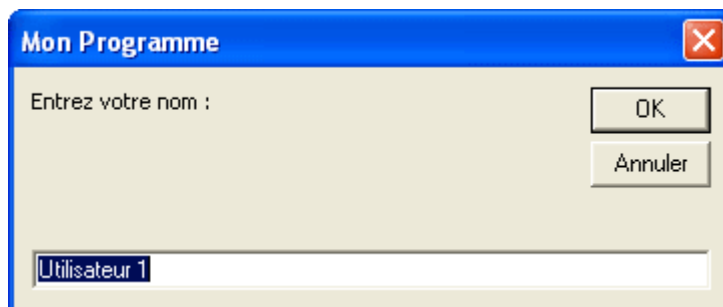 Mon Programme
Entrez votre nom :
OK
Annuler
Utilisateur 1